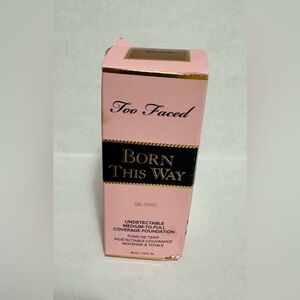 Too Faced
BORN
THIS WAY
OIL-FREE
UNDETECTABLE
MEDIUM-TO-FULL
COVERAGE FOUNDATION
FOND DE TEINT
INDÉTECTABLE COUVRANCE
MOYENNE À TOTALE